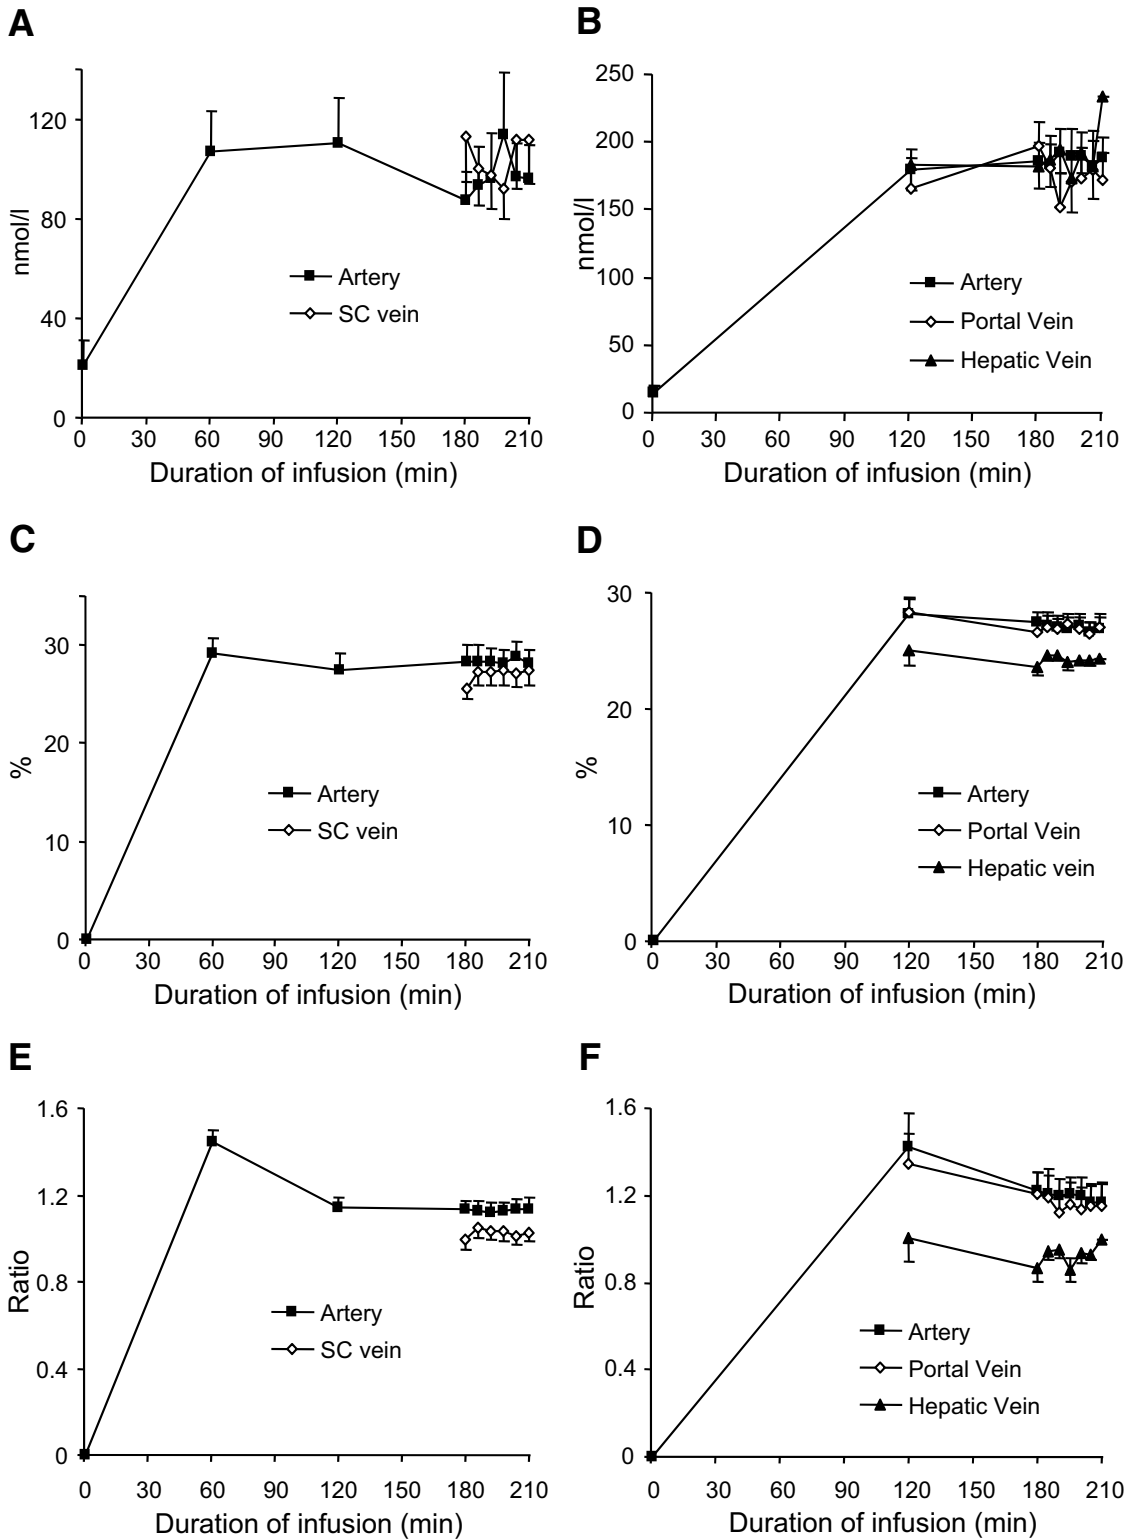 A
nmol/l
120
80
40
0
Artery
SC vein
0 30 60 90 120 150 180 210
Duration of infusion (min)
B
nmol/l
250
200
150
100
50
0
Artery
Portal Vein
Hepatic Vein
0 30 60 90 120 150 180 210
Duration of infusion (min)
C
%
30
20
10
0
Artery
SC vein
0 30 60 90 120 150 180 210
Duration of infusion (min)
D
%
30
20
10
0
Artery
Portal Vein
Hepatic vein
0 30 60 90 120 150 180 210
Duration of infusion (min)
E
Ratio
1.6
1.2
0.8
0.4
0
Artery
SC vein
0 30 60 90 120 150 180 210
Duration of infusion (min)
F
Ratio
1.6
1.2
0.8
0.4
0
Artery
Portal Vein
Hepatic Vein
0 30 60 90 120 150 180 210
Duration of infusion (min)